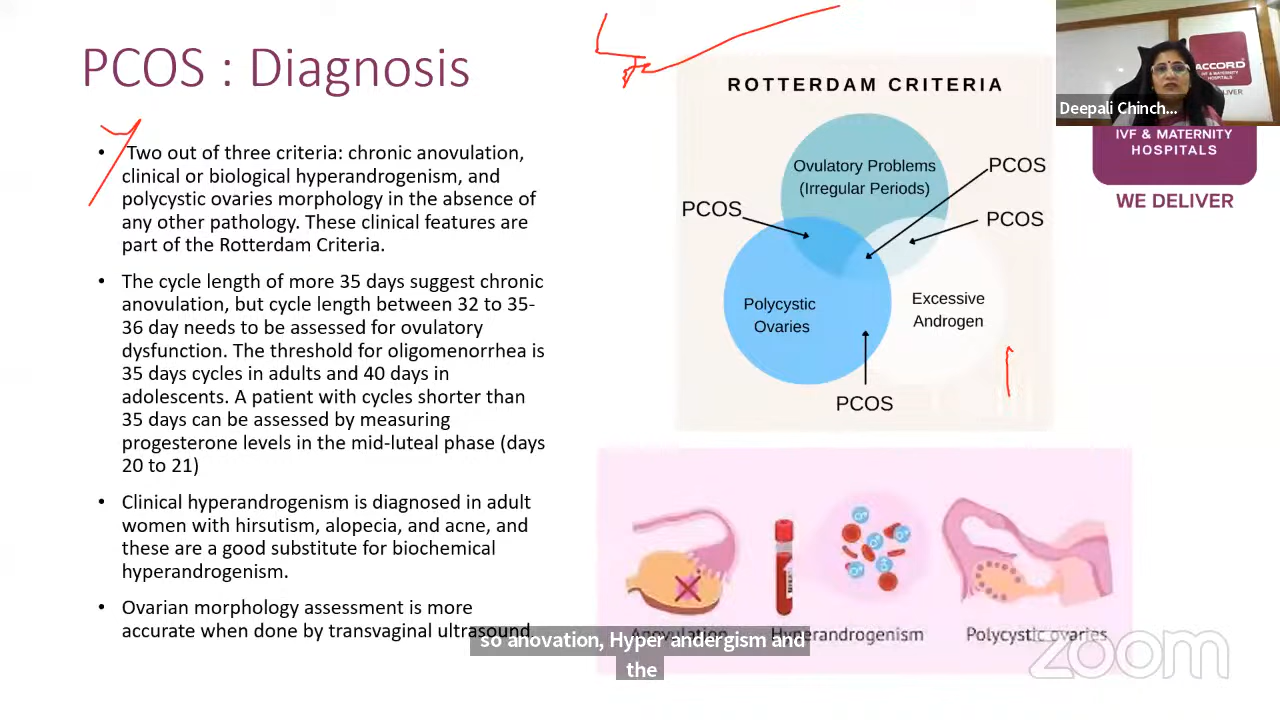 PCOS : Diagnosis
• Two out of three criteria: chronic anovulation,
clinical or biological hyperandrogenism, and
polycystic ovaries morphology in the absence of
any other pathology. These clinical features are
part of the Rotterdam Criteria.
• The cycle length of more 35 days suggest chronic
anovulation, but cycle length between 32 to 35-
36 day needs to be assessed for ovulatory
dysfunction. The threshold for oligomenorrhea is
35 days cycles in adults and 40 days in
adolescents. A patient with cycles shorter than
35 days can be assessed by measuring
progesterone levels in the mid-luteal phase (days
20 to 21)
• Clinical hyperandrogenism is diagnosed in adult
women with hirsutism, alopecia, and acne, and
these are a good substitute for biochemical
hyperandrogenism.
• Ovarian morphology assessment is more
accurate when done by transvaginal ultrasound
ROTTERDAM CRITERIA
Ovulatory Problems
(Irregular Periods)
PCOS
PCOS
PCOS
Polycystic
Ovaries
Excessive
Androgen
PCOS
Anovulation
Hyperandrogenism
Polycystic ovaries
so anovation, Hyper andergism and
the
ACCORD
IVF & MATERNITY
HOSPITALS
Deepali Chinch...
IVF & MATERNITY
HOSPITALS
WE DELIVER
zoom